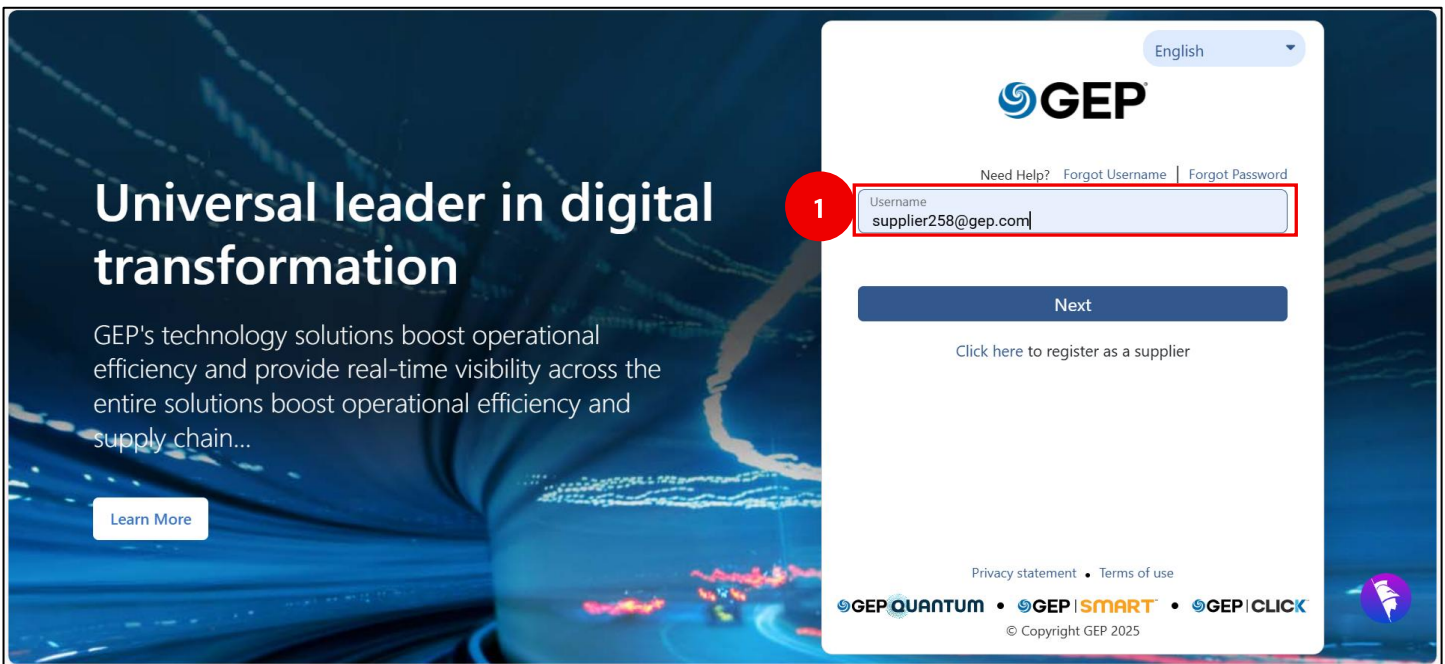 English
GEP
Need Help? Forgot Username | Forgot Password
1
Username
supplier258@gep.com
Universal leader in digital
transformation
Next
GEP's technology solutions boost operational
efficiency and provide real-time visibility across the
entire solutions boost operational efficiency and
supply chain...
Click here to register as a supplier
Learn More
Privacy statement • Terms of use
GEP QUANTUM • GEP | SMART • GEP | CLICK
© Copyright GEP 2025